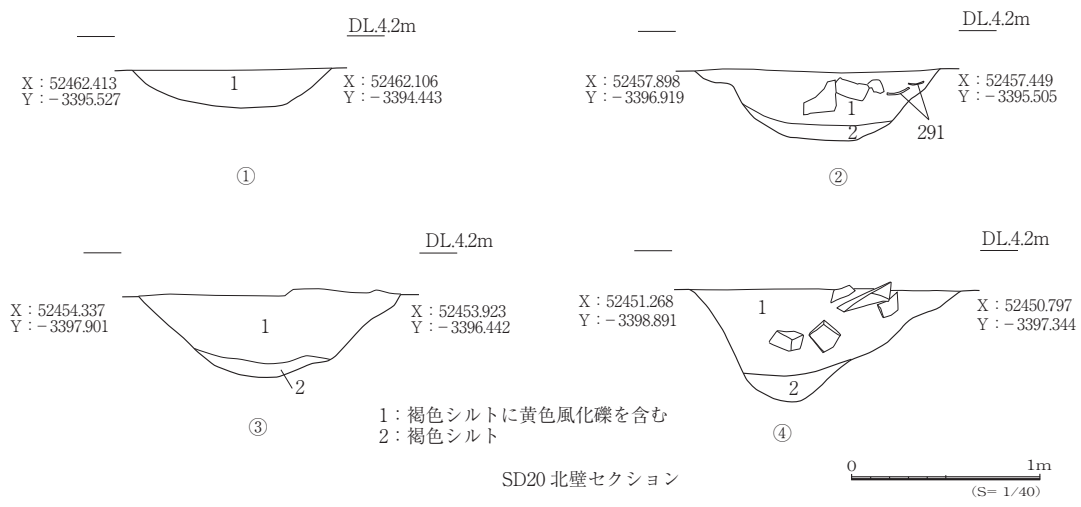 DL.4.2m
X：52462.413
Y：−3395.527
1
X：52462.106
Y：−3394.443
①
DL.4.2m
X：52457.898
Y：−3396.919
1
2
291
X：52457.449
Y：−3395.505
②
DL.4.2m
X：52454.337
Y：−3397.901
1
2
X：52453.923
Y：−3396.442
③
DL.4.2m
X：52451.268
Y：−3398.891
1
2
X：52450.797
Y：−3397.344
④
1：褐色シルトに黄色風化礫を含む
2：褐色シルト
SD20 北壁セクション
0 1m
(S= 1/40)